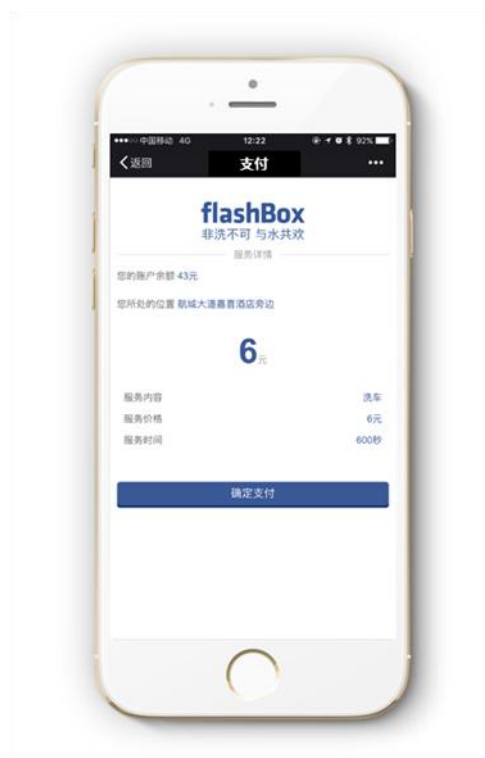 中国移动 4G 12:22 92%
返回 支付
flashBox
非洗不可 与水共欢
服务详情
您的账户余额 43元
您所处的位置 航城大道嘉喜酒店旁边
6元
服务内容 洗车
服务价格 6元
服务时间 600秒
确定支付